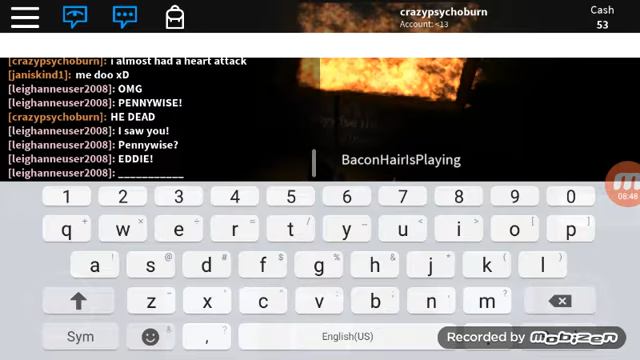 crazypsychoburn
Account: <13
Cash
53
i almost had a heart attack
[janiskind1]: me doo xD
[leighanneuser2008]: OMG
[leighanneuser2008]: PENNYWISE!
[crazypsychoburn]: HE DEAD
[leighanneuser2008]: I saw you!
[leighanneuser2008]: Pennywise?
[leighanneuser2008]: EDDIE!
[leighanneuser2008]: ___________
BaconHairIsPlaying
08:48
1 2 3 4 5 6 7 8 9 0
q w e r t y u i o p
a s d f g h j k l
z x c v b n m
Sym , English(US)
Recorded by Mobizen